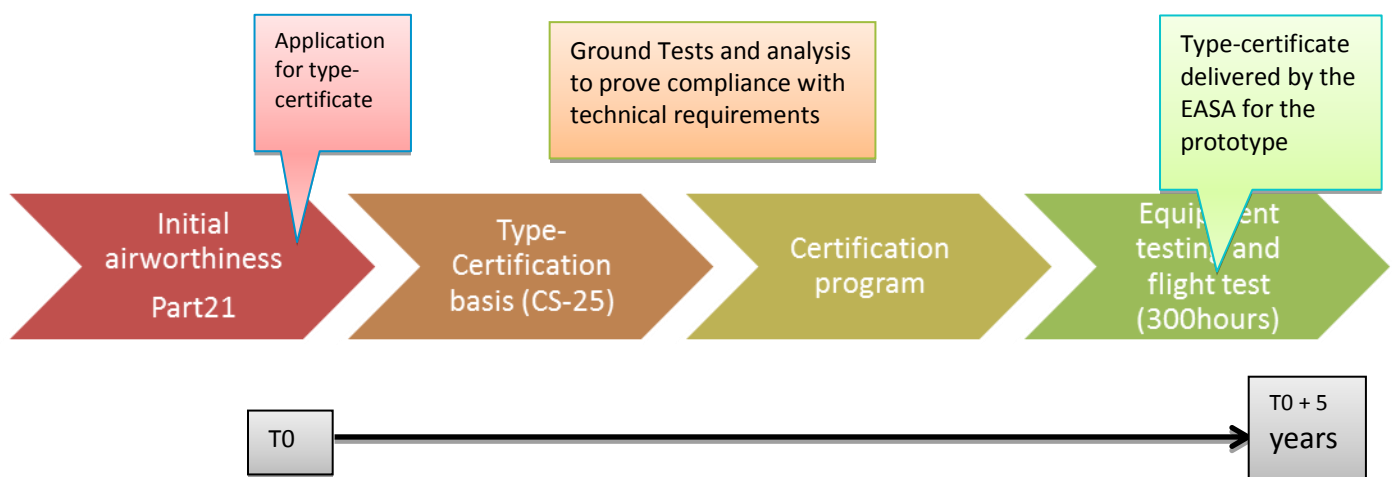 Application
for type-
certificate
Ground Tests and analysis
to prove compliance with
technical requirements
Type-certificate
delivered by the
EASA for the
prototype
Initial
airworthiness
Part21
Type-
Certification
basis (CS-25)
Certification
program
Equipment
testing and
flight test
(300hours)
T0
T0 + 5
years